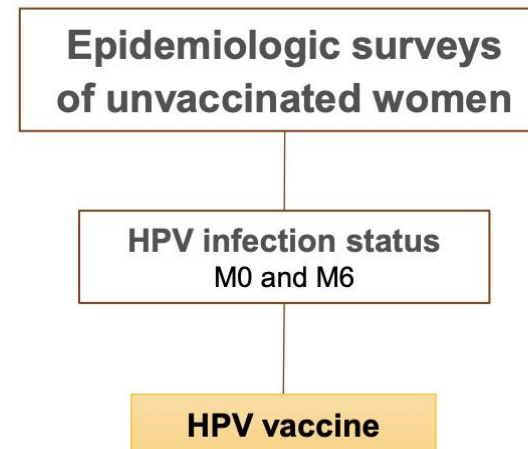 Epidemiologic surveys
of unvaccinated women
HPV infection status
M0 and M6
HPV vaccine